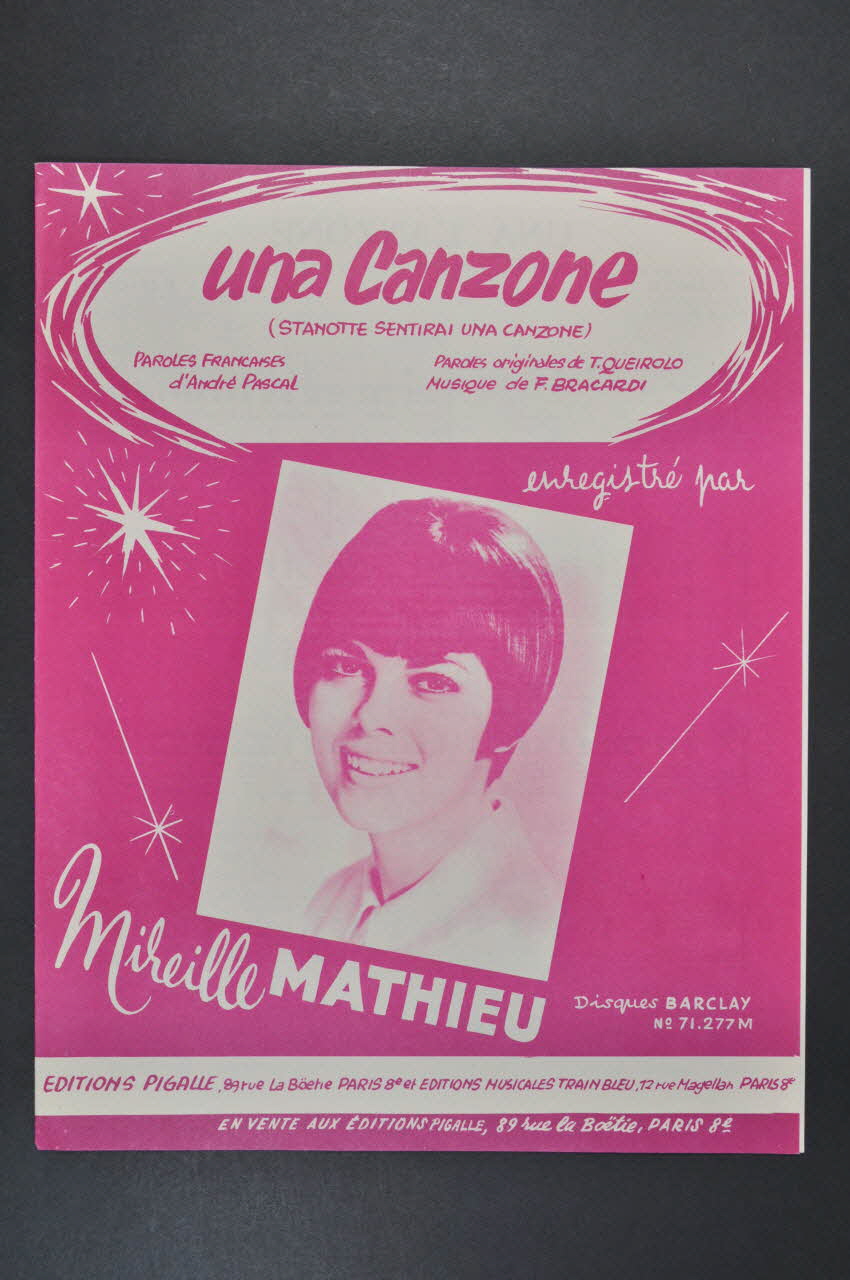 una Canzone
(STANOTTE SENTIRAI UNA CANZONE)
PAROLES FRANCAISES
d'André PASCAL
PAROLES originales de T. QUEIROLO
MUSIQUE de F. BRACARDI
enregistré par
Mireille MATHIEU
Disques BARCLAY
No 71.277 M
EDITIONS PIGALLE, 89 rue La Böetie PARIS 8e et EDITIONS MUSICALES TRAIN BLEU, 12 rue Magellan PARIS 8e
EN VENTE AUX ÉDITIONS PIGALLE, 89 rue la Boëtie, PARIS 8e